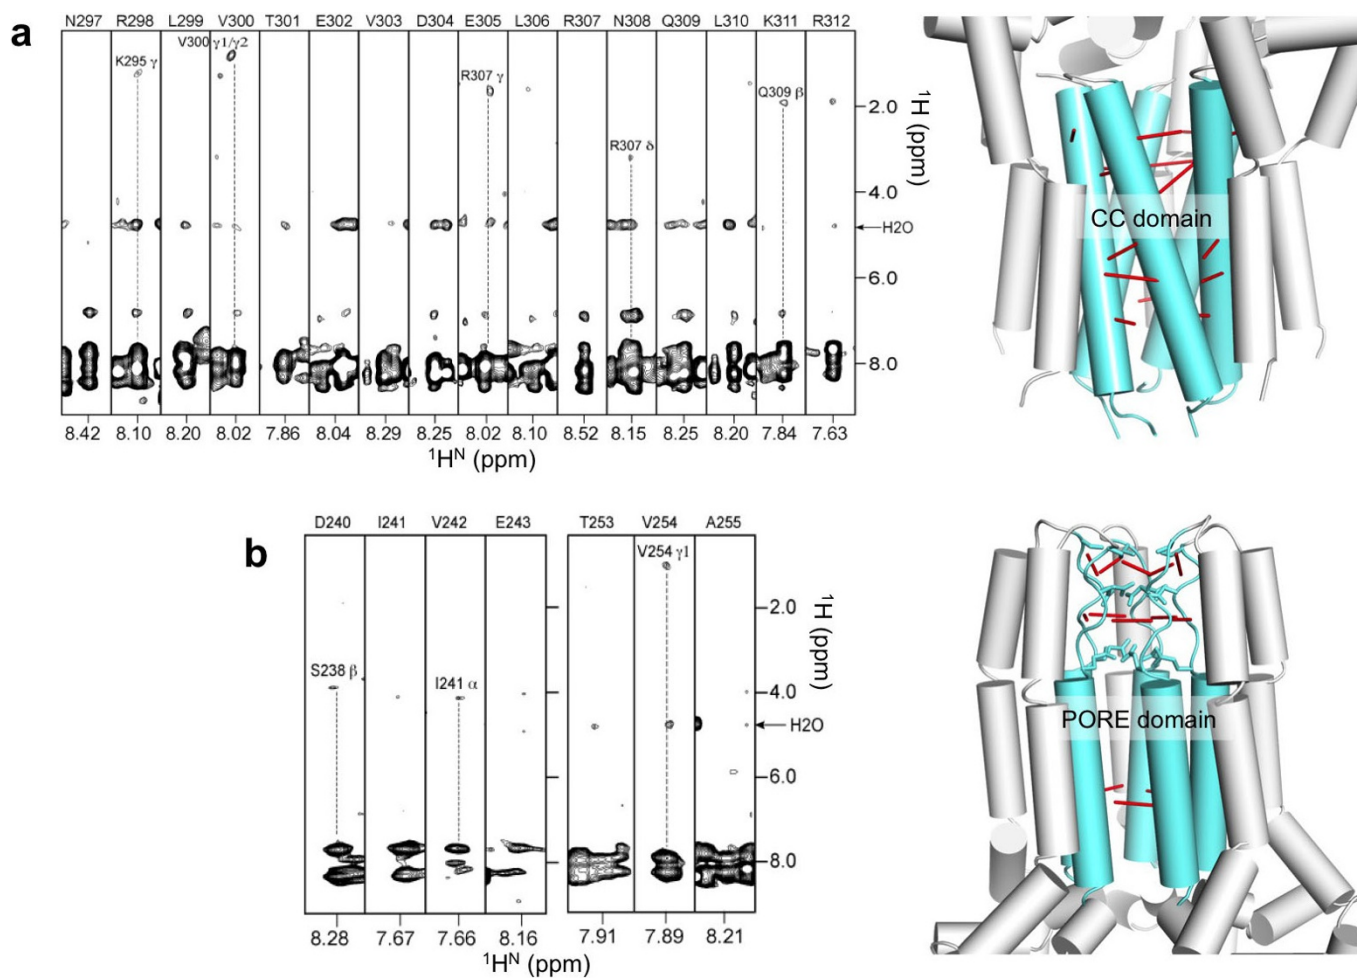 a
N297 R298 L299 V300 T301 E302 V303 D304 E305 L306 R307 N308 Q309 L310 K311 R312
V300 γ1/γ2
K295 γ
R307 γ
Q309 β
R307 δ
2.0
4.0
H2O
6.0
8.0
¹H (ppm)
8.42 8.10 8.20 8.02 7.86 8.04 8.29 8.25 8.02 8.10 8.52 8.15 8.25 8.20 7.84 7.63
¹Hᴺ (ppm)
CC domain
b
D240 I241 V242 E243 T253 V254 A255
V254 γ1
S238 β
I241 α
2.0
4.0
H2O
6.0
8.0
¹H (ppm)
8.28 7.67 7.66 8.16 7.91 7.89 8.21
¹Hᴺ (ppm)
PORE domain